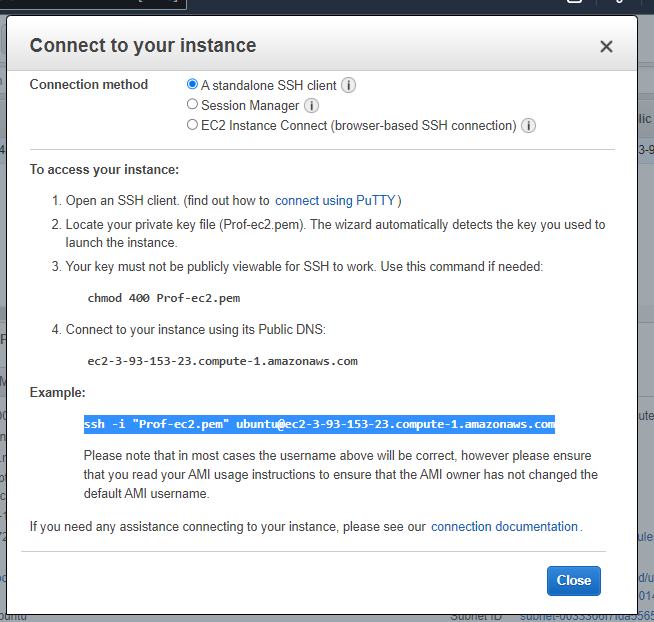 Connect to your instance
Connection method
A standalone SSH client
Session Manager
EC2 Instance Connect (browser-based SSH connection)
To access your instance:
1. Open an SSH client. (find out how to connect using PuTTY)
2. Locate your private key file (Prof-ec2.pem). The wizard automatically detects the key you used to
launch the instance.
3. Your key must not be publicly viewable for SSH to work. Use this command if needed:
chmod 400 Prof-ec2.pem
4. Connect to your instance using its Public DNS:
ec2-3-93-153-23.compute-1.amazonaws.com
Example:
ssh -i "Prof-ec2.pem" ubuntu@ec2-3-93-153-23.compute-1.amazonaws.com
Please note that in most cases the username above will be correct, however please ensure
that you read your AMI usage instructions to ensure that the AMI owner has not changed the
default AMI username.
If you need any assistance connecting to your instance, please see our connection documentation.
Close
Subnet ID